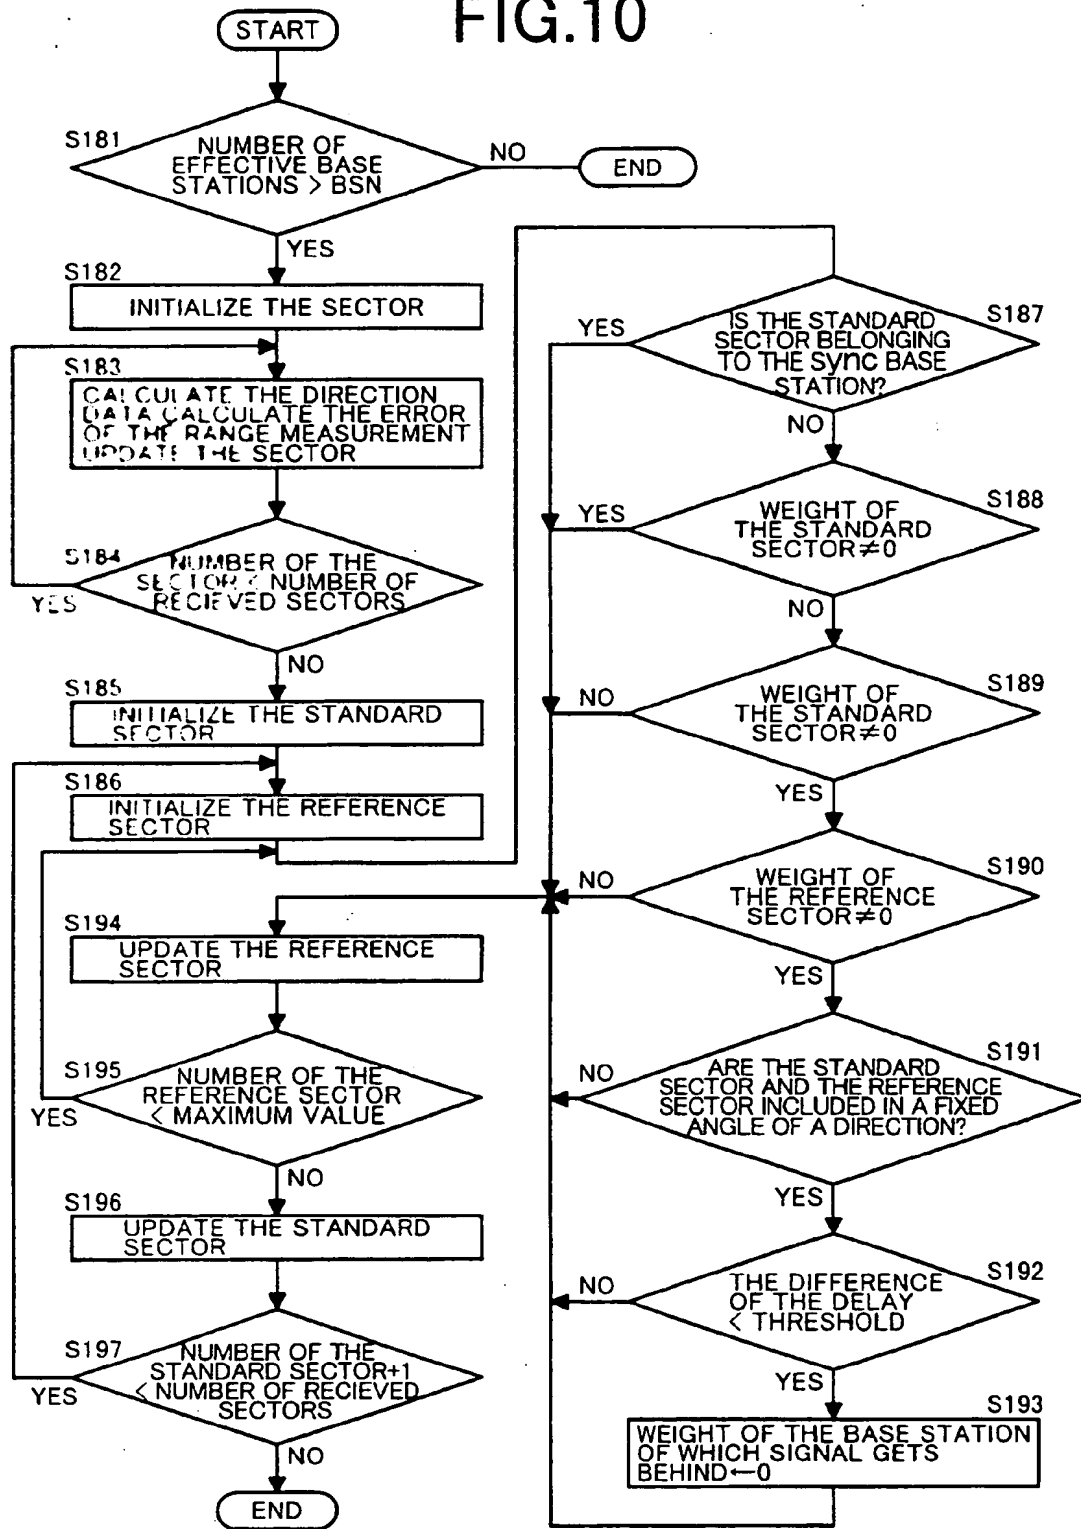 FIG.10
START
S181
NUMBER OF
EFFECTIVE BASE
STATIONS > BSN
NO
END
YES
S182
INITIALIZE THE SECTOR
S183
CALCULATE THE DIRECTION
DATA CALCULATE THE ERROR
OF THE RANGE MEASUREMENT
UPDATE THE SECTOR
S184
NUMBER OF THE
SECTOR < NUMBER OF
RECIEVED SECTORS
YES
NO
S185
INITIALIZE THE STANDARD
SECTOR
S186
INITIALIZE THE REFERENCE
SECTOR
S194
UPDATE THE REFERENCE
SECTOR
S195
NUMBER OF THE
REFERENCE SECTOR
< MAXIMUM VALUE
YES
NO
S196
UPDATE THE STANDARD
SECTOR
S197
NUMBER OF THE
STANDARD SECTOR+1
< NUMBER OF RECIEVED
SECTORS
YES
NO
END
S187
IS THE STANDARD
SECTOR BELONGING
TO THE sync BASE
STATION?
YES
NO
S188
WEIGHT OF
THE STANDARD
SECTOR≠0
YES
NO
S189
WEIGHT OF
THE STANDARD
SECTOR≠0
NO
YES
S190
WEIGHT OF
THE REFERENCE
SECTOR≠0
NO
YES
S191
ARE THE STANDARD
SECTOR AND THE REFERENCE
SECTOR INCLUDED IN A FIXED
ANGLE OF A DIRECTION?
NO
YES
S192
THE DIFFERENCE
OF THE DELAY
< THRESHOLD
NO
YES
S193
WEIGHT OF THE BASE STATION
OF WHICH SIGNAL GETS
BEHIND←0